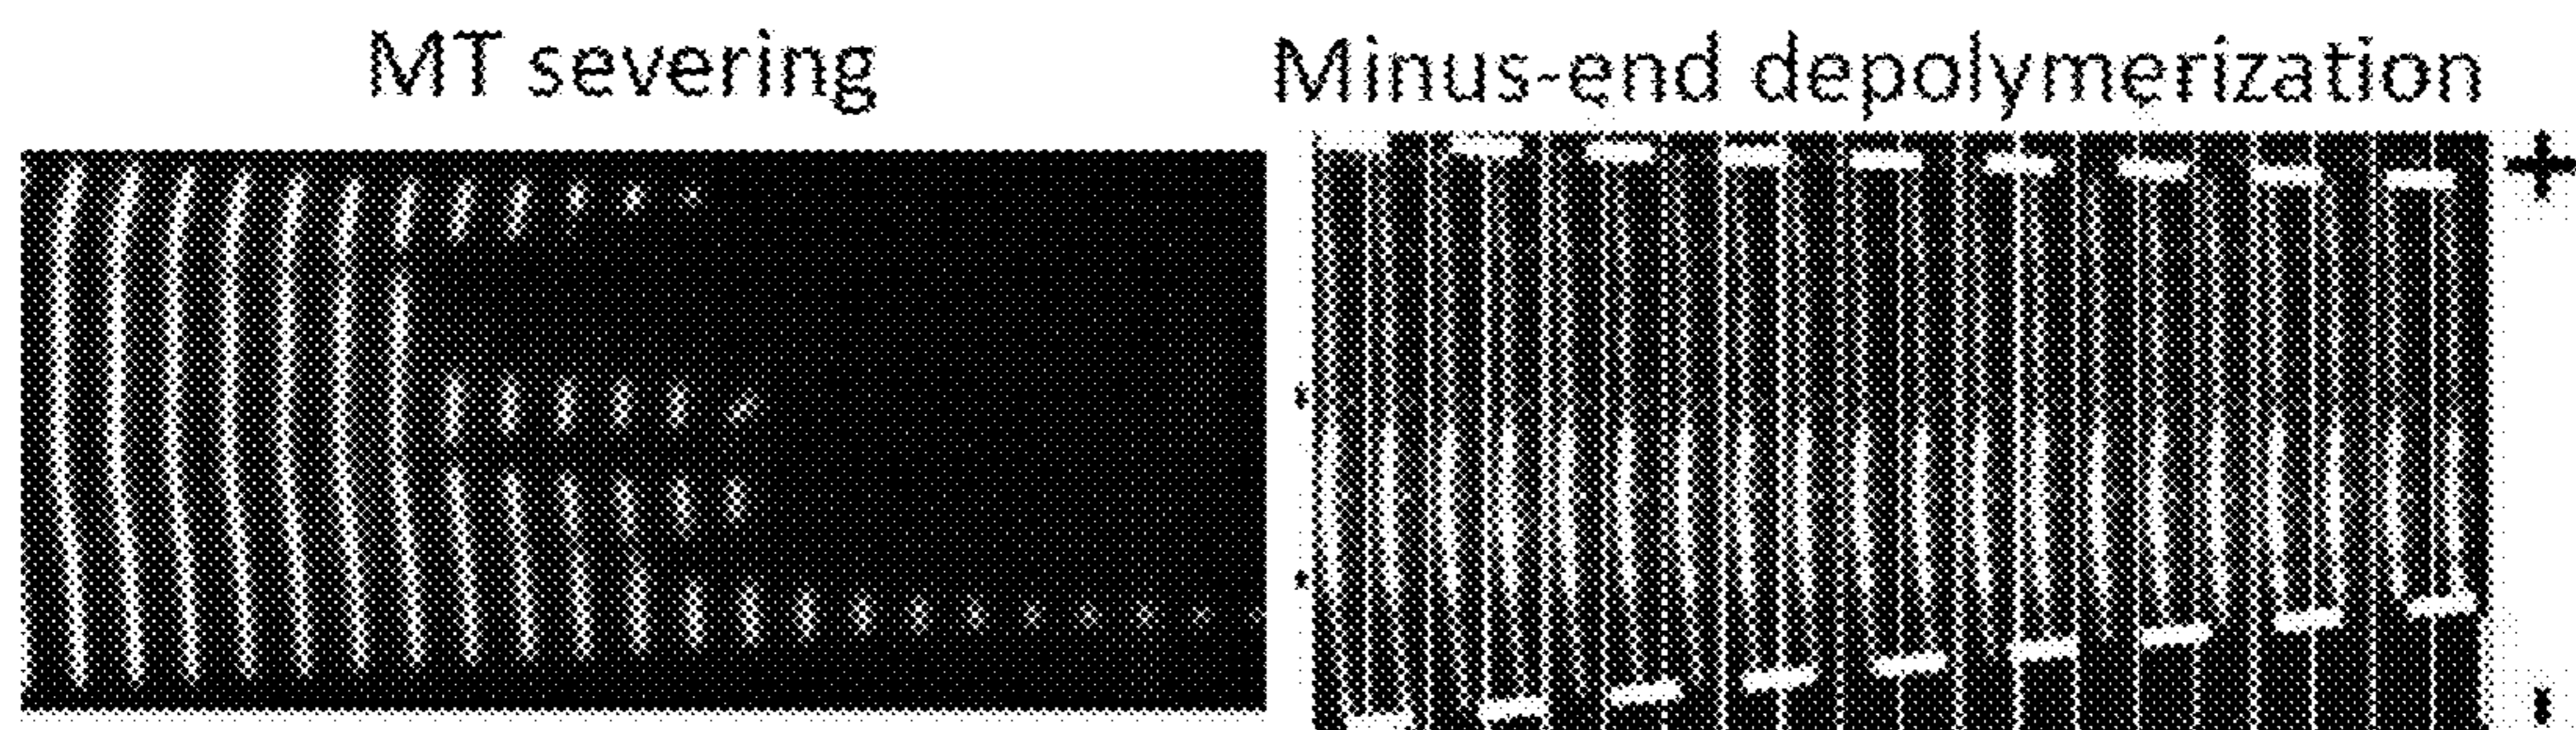 MT severing
Minus-end depolymerization
+
-